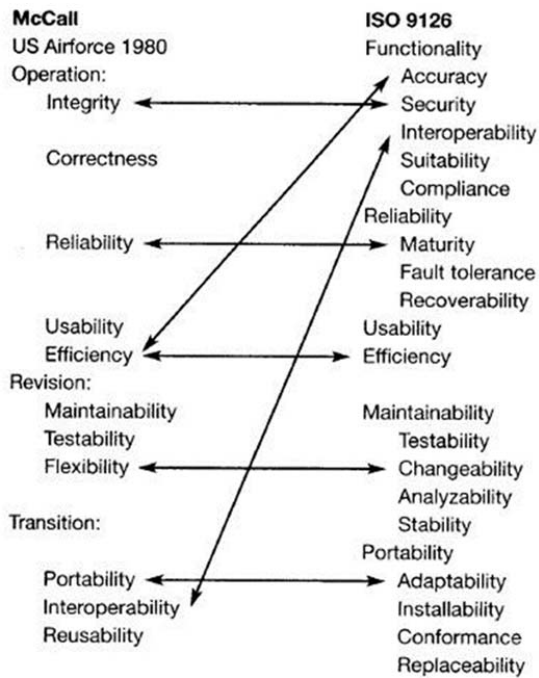 McCall
US Airforce 1980
Operation:
Integrity
Correctness
Reliability
Usability
Efficiency
Revision:
Maintainability
Testability
Flexibility
Transition:
Portability
Interoperability
Reusability
ISO 9126
Functionality
Accuracy
Security
Interoperability
Suitability
Compliance
Reliability
Maturity
Fault tolerance
Recoverability
Usability
Efficiency
Maintainability
Testability
Changeability
Analyzability
Stability
Portability
Adaptability
Installability
Conformance
Replaceability